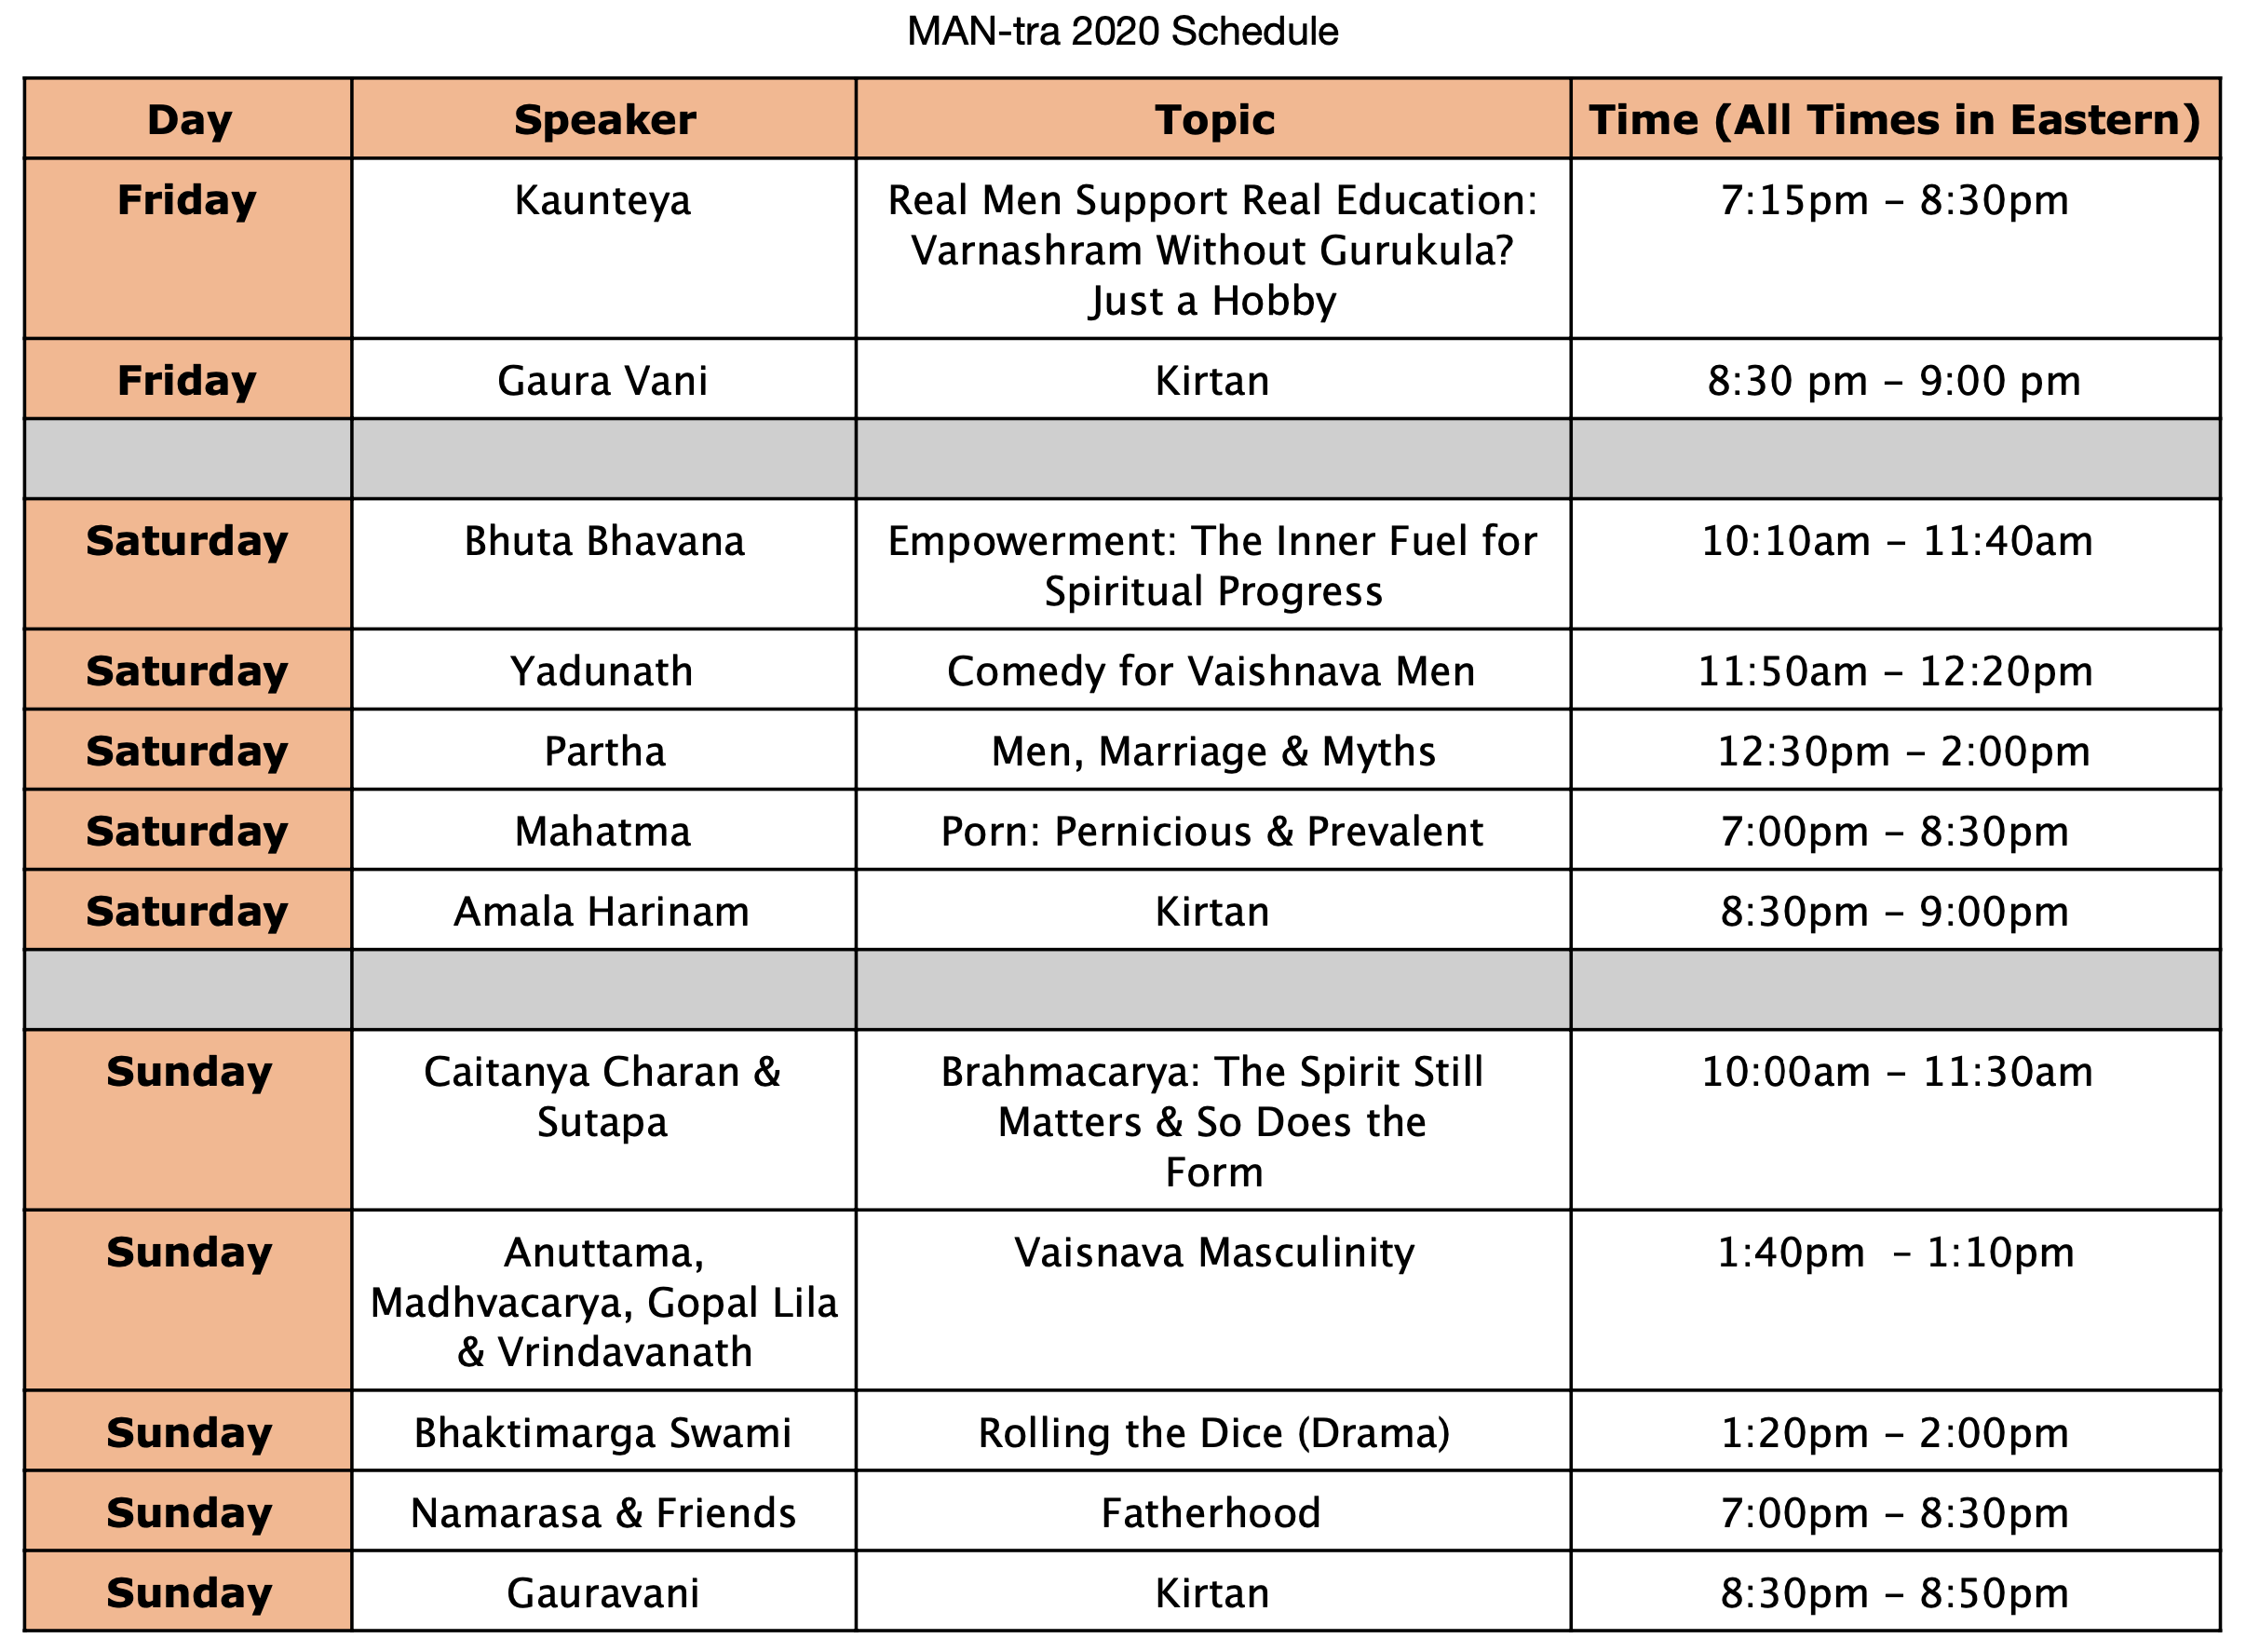 MAN-tra 2020 Schedule
Day Speaker Topic Time (All Times in Eastern)
Friday Kaunteya Real Men Support Real Education: 7:15pm – 8:30pm
Varnashram Without Gurukula?
Just a Hobby
Friday Gaura Vani Kirtan 8:30 pm – 9:00 pm
Saturday Bhuta Bhavana Empowerment: The Inner Fuel for 10:10am – 11:40am
Spiritual Progress
Saturday Yadunath Comedy for Vaishnava Men 11:50am – 12:20pm
Saturday Partha Men, Marriage & Myths 12:30pm – 2:00pm
Saturday Mahatma Porn: Pernicious & Prevalent 7:00pm – 8:30pm
Saturday Amala Harinam Kirtan 8:30pm – 9:00pm
Sunday Caitanya Charan & Brahmacarya: The Spirit Still 10:00am – 11:30am
Sutapa Matters & So Does the
Form
Sunday Anuttama, Vaisnava Masculinity 1:40pm – 1:10pm
Madhvacarya, Gopal Lila
& Vrindavanath
Sunday Bhaktimarga Swami Rolling the Dice (Drama) 1:20pm – 2:00pm
Sunday Namarasa & Friends Fatherhood 7:00pm – 8:30pm
Sunday Gauravani Kirtan 8:30pm – 8:50pm